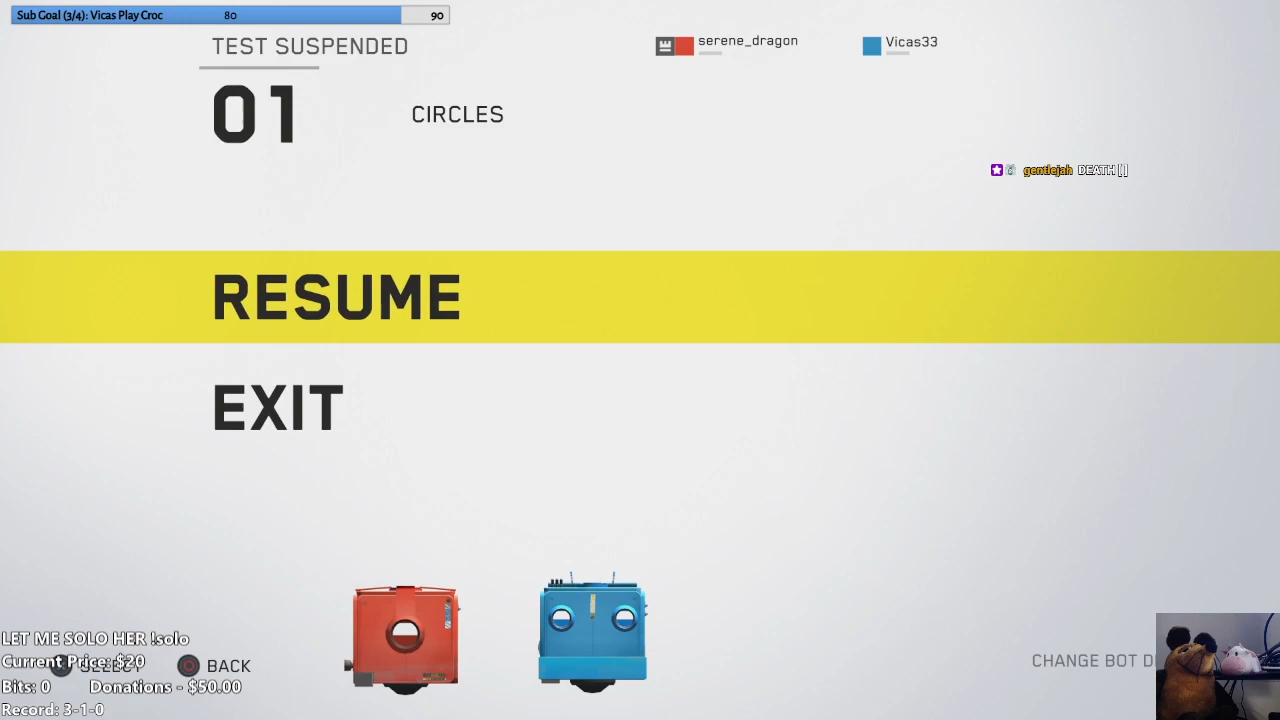 Sub Goal (3/4): Vicas Play Croc 80 90
TEST SUSPENDED
serene_dragon
Vicas33
01
CIRCLES
gentlejah DEATH []
RESUME
EXIT
LET ME SOLO HER !solo
SELECT
BACK
Current Price: $20
CHANGE BOT
Bits: 0 Donations - $50.00
Record: 3-1-0